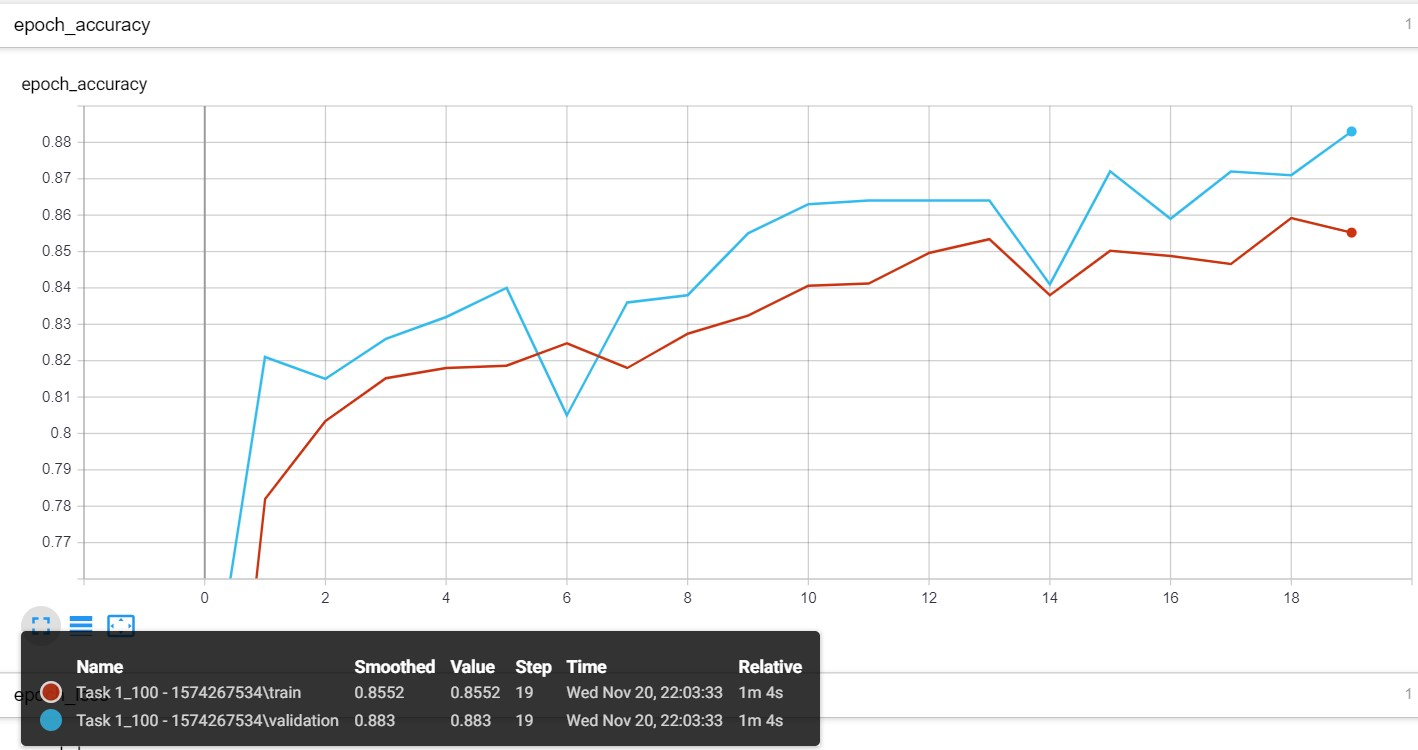 epoch_accuracy 1
epoch_accuracy
0.88
0.87
0.86
0.85
0.84
0.83
0.82
0.81
0.8
0.79
0.78
0.77
0 2 4 6 8 10 12 14 16 18
Name Smoothed Value Step Time Relative
Task 1_100 - 1574267534\train 0.8552 0.8552 19 Wed Nov 20, 22:03:33 1m 4s
1
Task 1_100 - 1574267534\validation 0.883 0.883 19 Wed Nov 20, 22:03:33 1m 4s